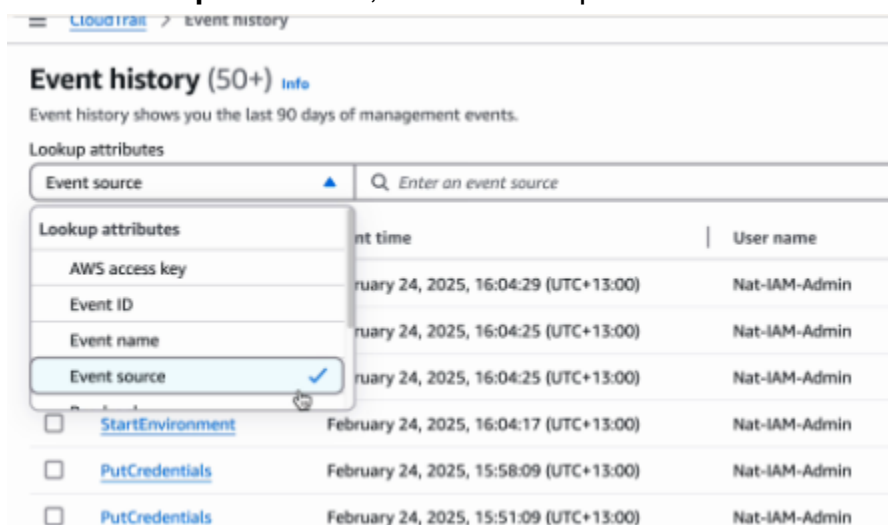 CloudTrail > Event history
Event history (50+) Info
Event history shows you the last 90 days of management events.
Lookup attributes
Event source
Enter an event source
Lookup attributes
nt time
User name
AWS access key
ruary 24, 2025, 16:04:29 (UTC+13:00) Nat-IAM-Admin
Event ID
Event name
ruary 24, 2025, 16:04:25 (UTC+13:00) Nat-IAM-Admin
Event source
ruary 24, 2025, 16:04:25 (UTC+13:00) Nat-IAM-Admin
StartEnvironment February 24, 2025, 16:04:17 (UTC+13:00) Nat-IAM-Admin
PutCredentials February 24, 2025, 15:58:09 (UTC+13:00) Nat-IAM-Admin
PutCredentials February 24, 2025, 15:51:09 (UTC+13:00) Nat-IAM-Admin